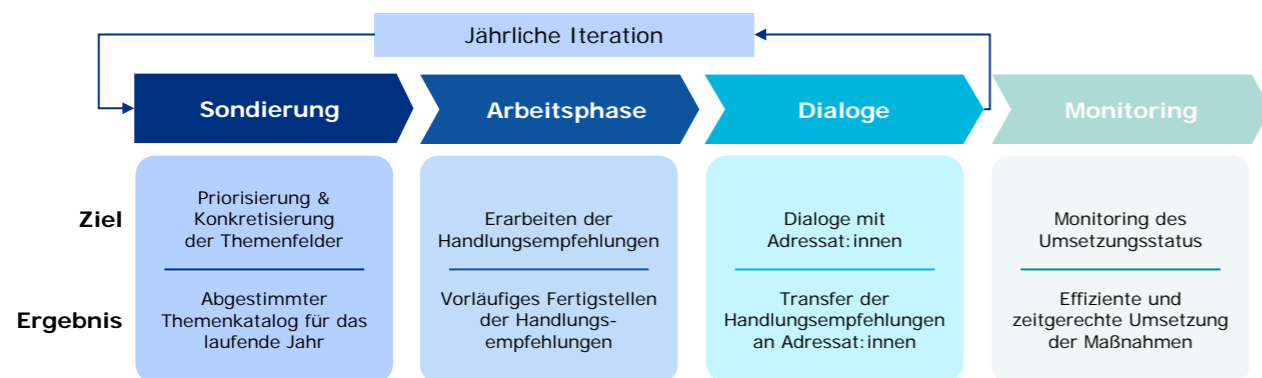 Jährliche Iteration
Sondierung
Arbeitsphase
Dialoge
Monitoring
Ziel
Priorisierung &
Konkretisierung
der Themenfelder
Erarbeiten der
Handlungsempfehlungen
Dialoge mit
Adressat:innen
Monitoring des
Umsetzungsstatus
Ergebnis
Abgestimmter
Themenkatalog für das
laufende Jahr
Vorläufiges Fertigstellen
der Handlungs-
empfehlungen
Transfer der
Handlungsempfehlungen
an Adressat:innen
Effiziente und
zeitgerechte Umsetzung
der Maßnahmen